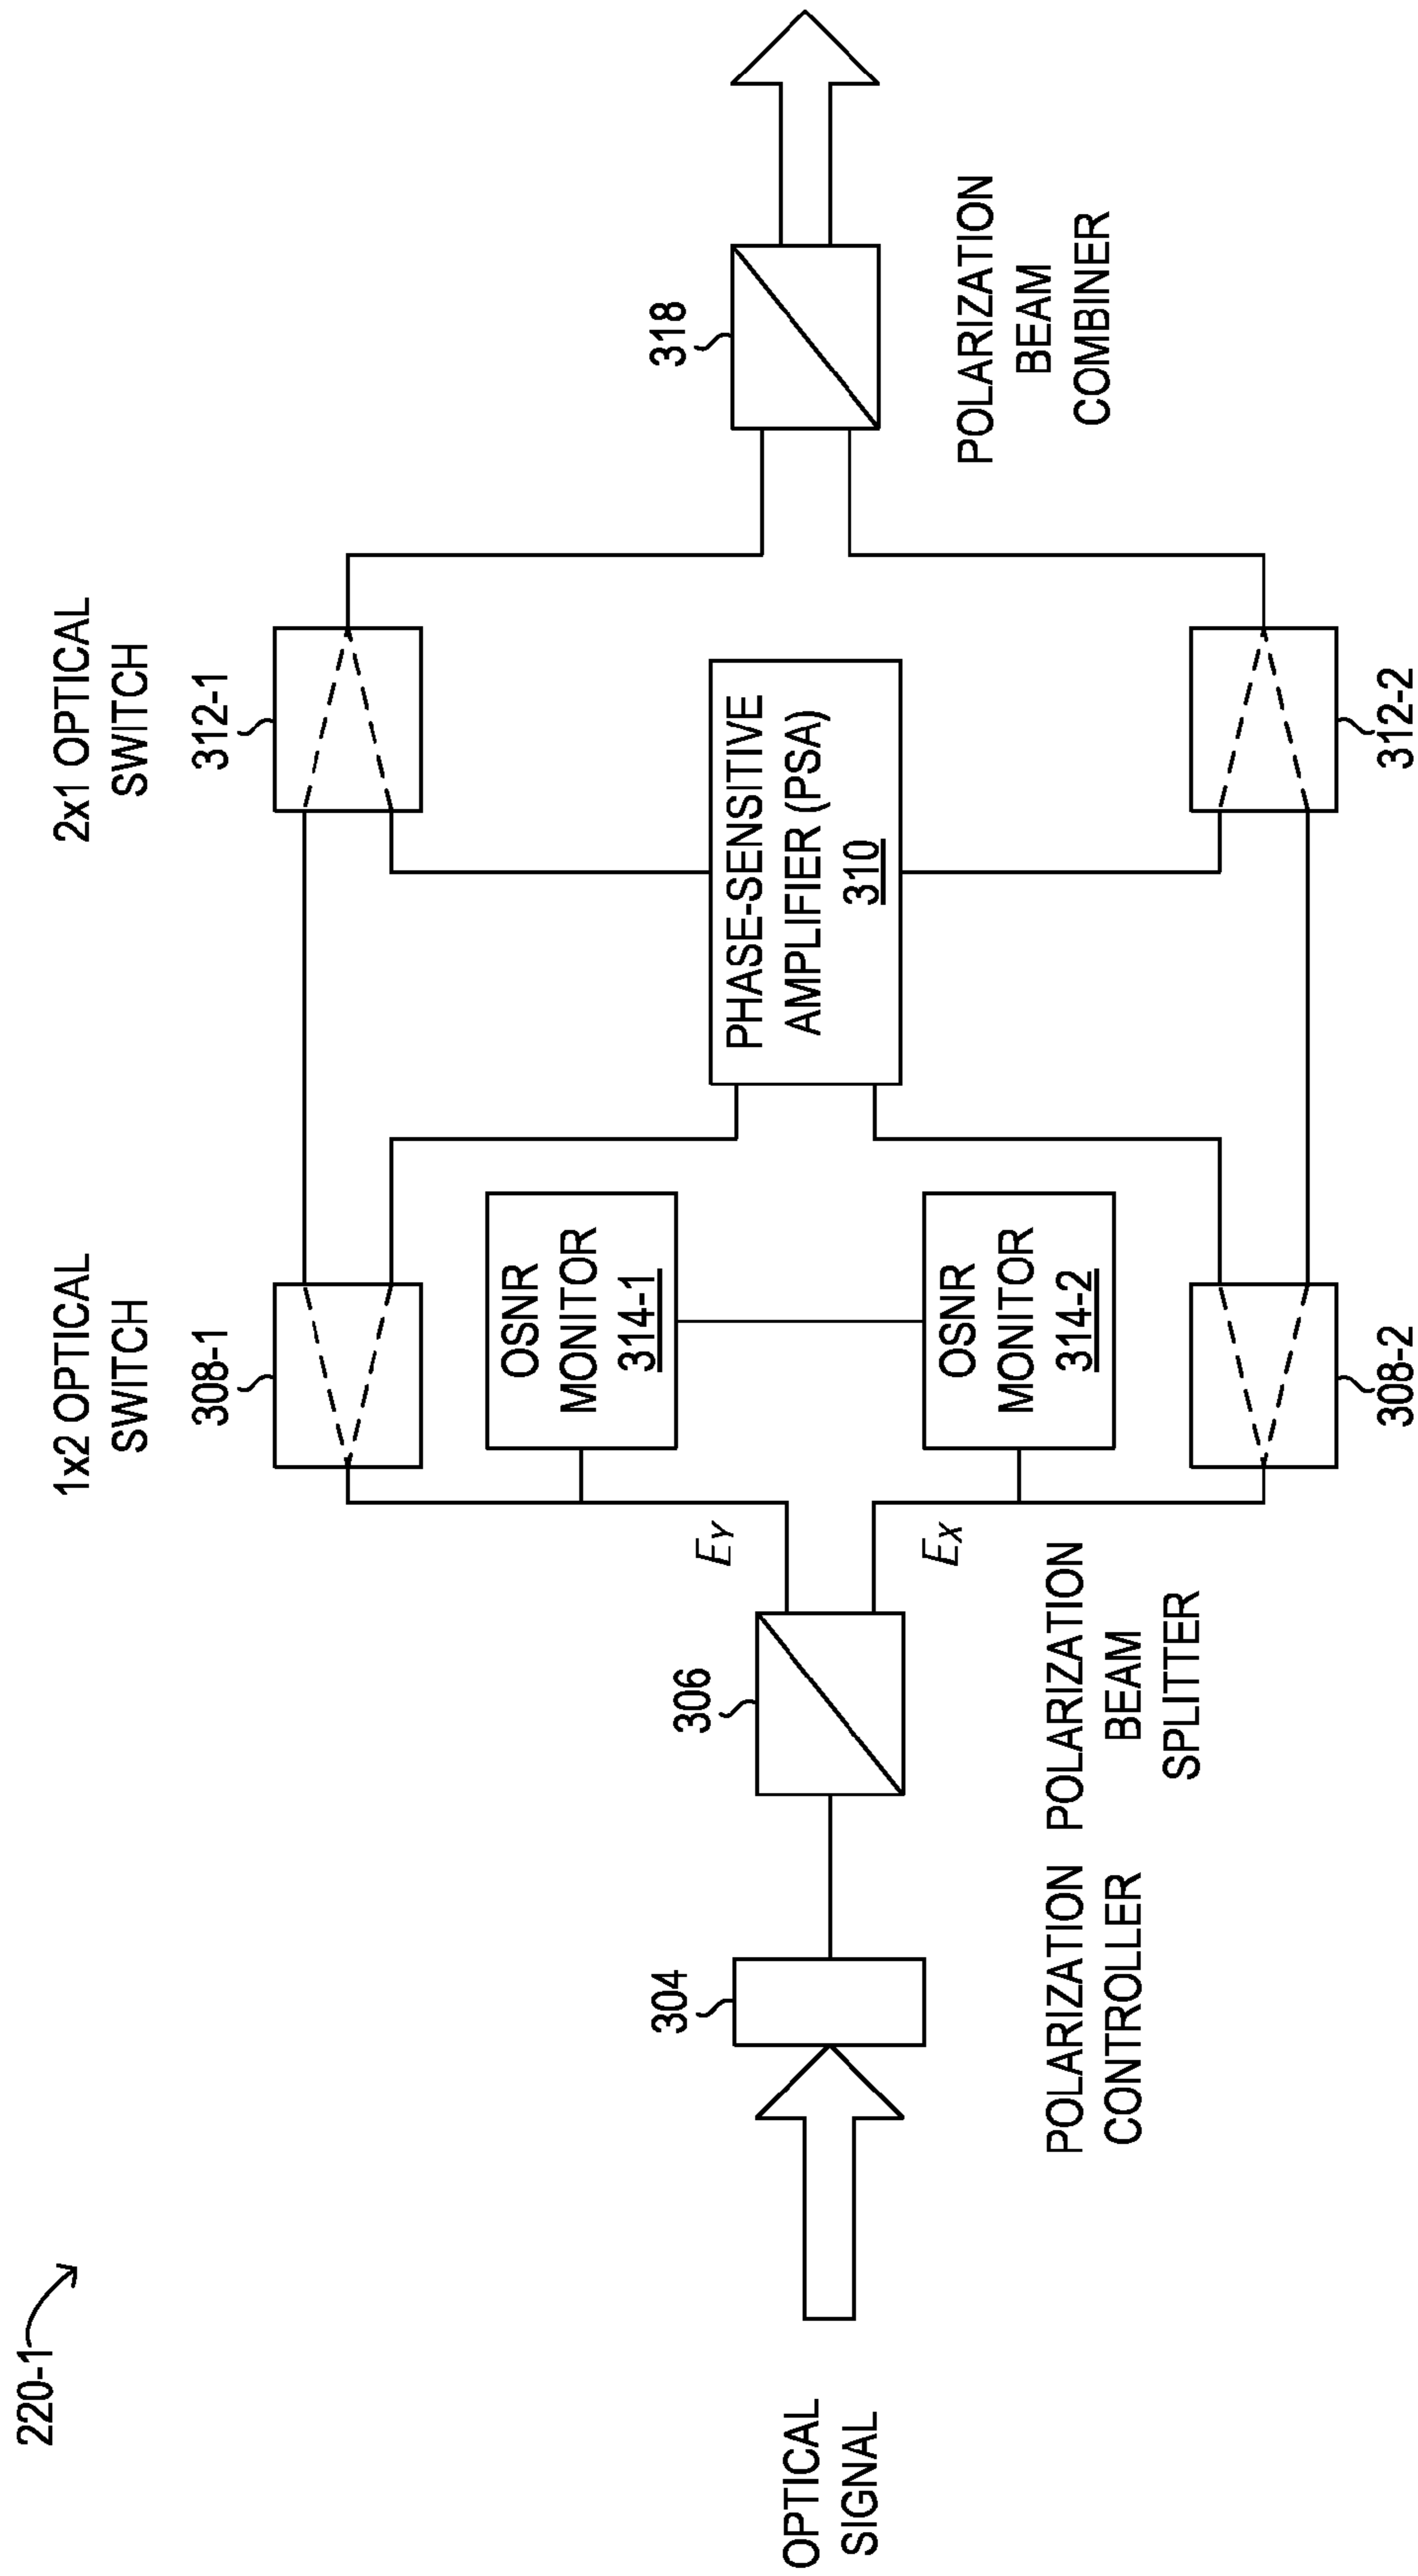 220-1
OPTICAL
SIGNAL
304
POLARIZATION
CONTROLLER
306
POLARIZATION
BEAM
SPLITTER
EY
EX
1x2 OPTICAL
SWITCH
308-1
OSNR
MONITOR
314-1
OSNR
MONITOR
314-2
308-2
2x1 OPTICAL
SWITCH
312-1
PHASE-SENSITIVE
AMPLIFIER (PSA)
310
312-2
318
POLARIZATION
BEAM
COMBINER